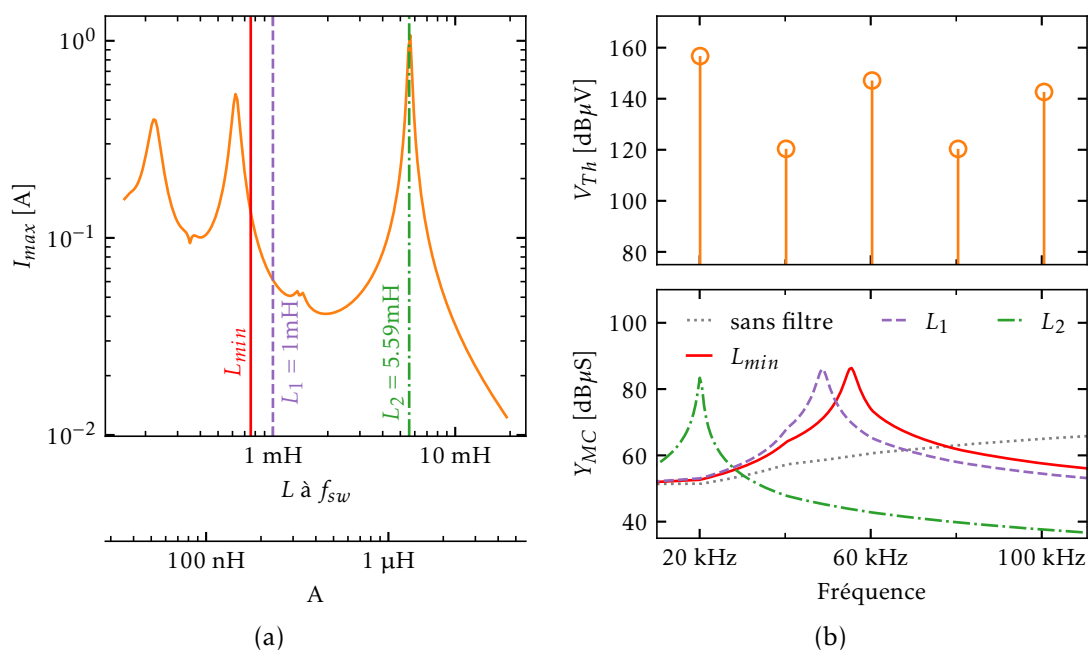 10⁰
10⁻¹
10⁻²
I_max [A]
L_min
L₁ = 1mH
L₂ = 5.59mH
1 mH
10 mH
L à f_sw
100 nH
1 µH
A
(a)
160
140
120
100
80
V_Th [dBµV]
100
80
60
40
Y_MC [dBµS]
sans filtre
L₁
L₂
L_min
20 kHz
60 kHz
100 kHz
Fréquence
(b)